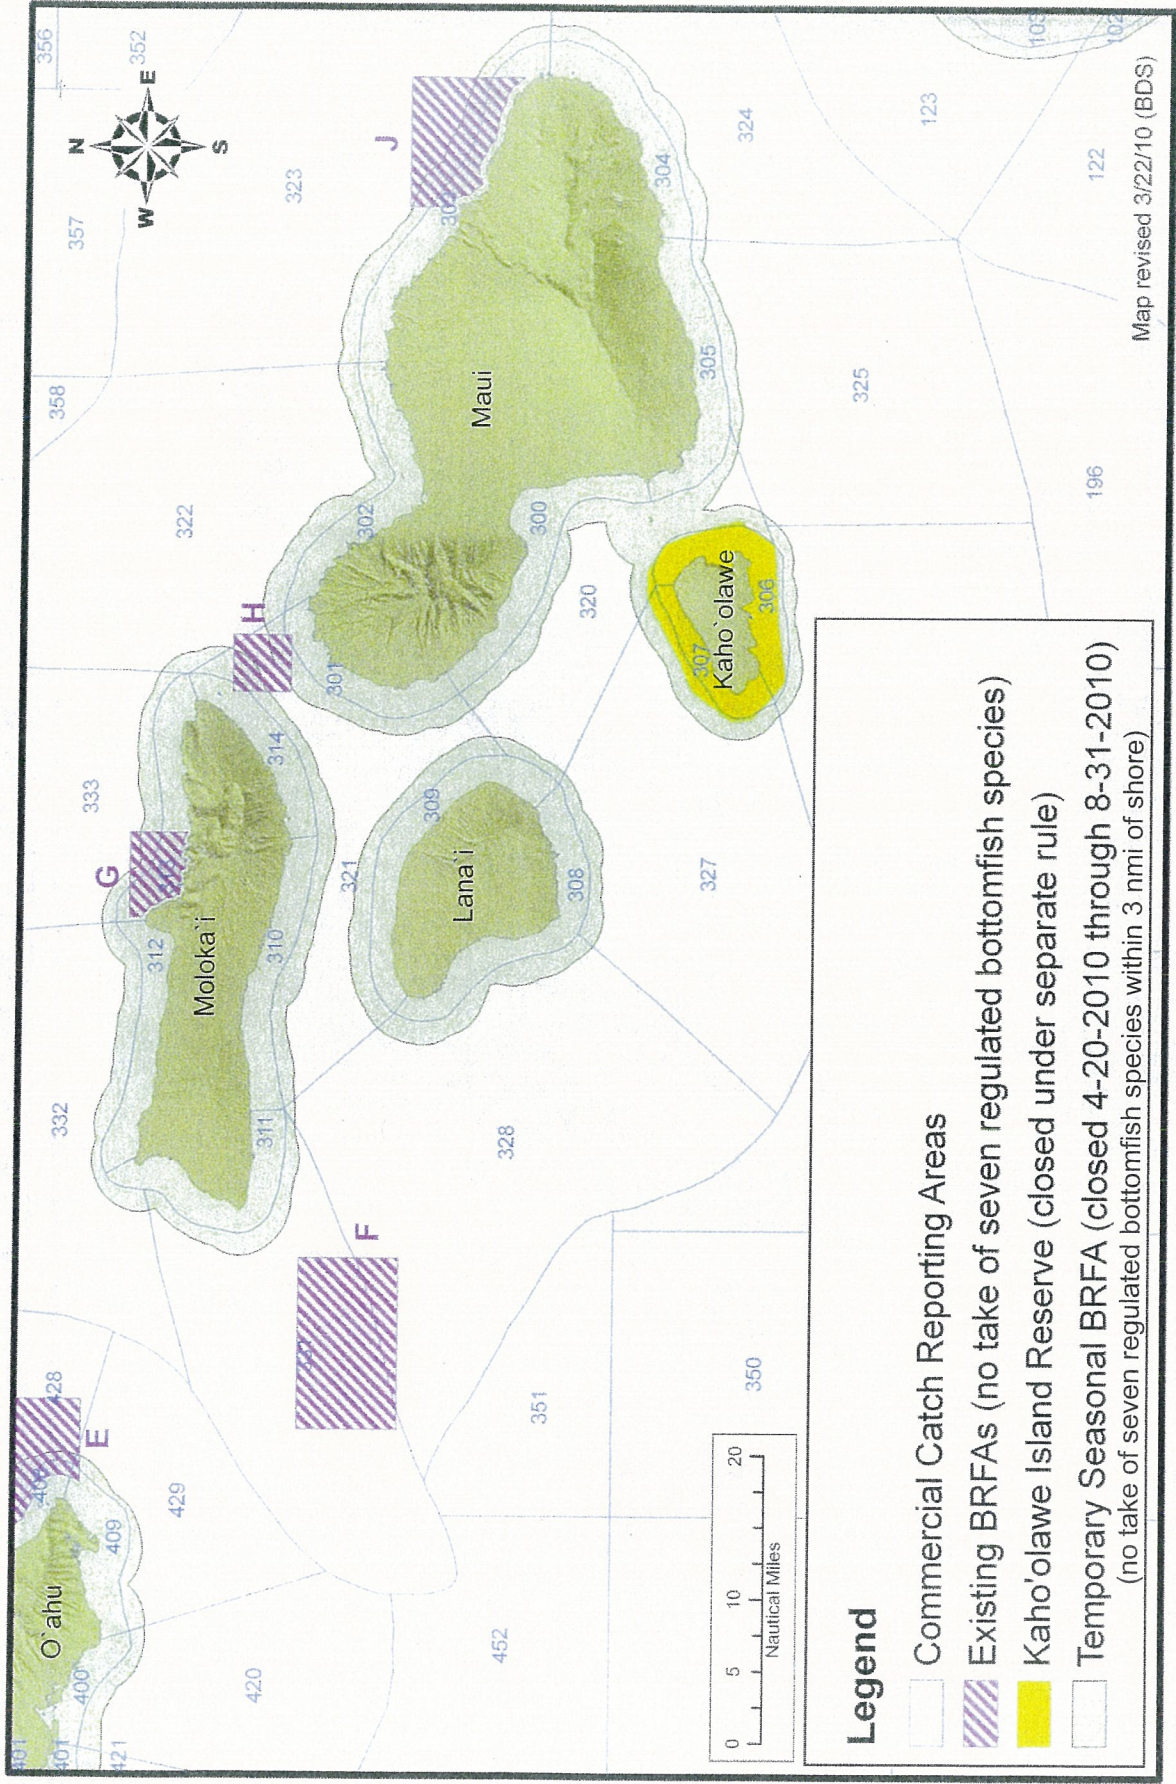 401
O`ahu
356
401
400
428
332
358
357
N
421
409
E
333
352
W
E
429
312
G
322
S
420
Moloka`i
311
310
314
H
323
F
321
301
302
J
452
328
Lana`i
309
Maui
351
308
320
300
304
350
327
307
305
324
Kaho`olawe
306
325
123
196
122
103
102
0
5
10
20
Nautical Miles
Legend
Commercial Catch Reporting Areas
Existing BRFAs (no take of seven regulated bottomfish species)
Kaho'olawe Island Reserve (closed under separate rule)
Temporary Seasonal BRFA (closed 4-20-2010 through 8-31-2010)
(no take of seven regulated bottomfish species within 3 nmi of shore)
Map revised 3/22/10 (BDS)